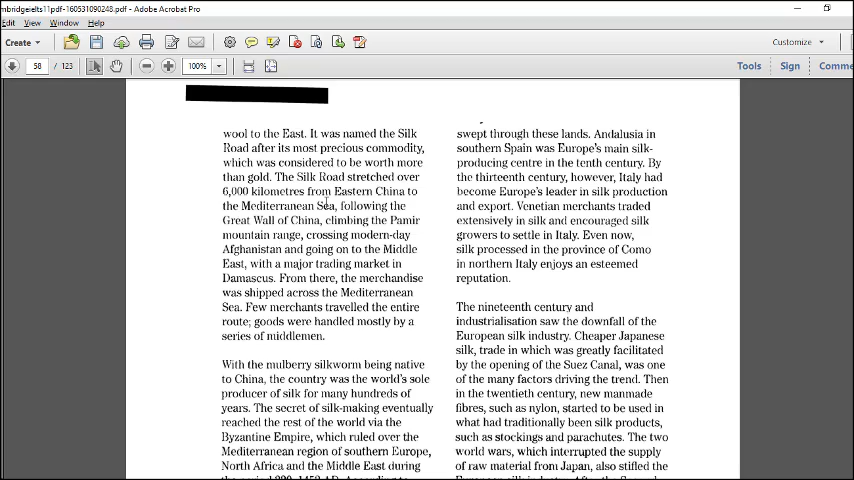 mbridgeielts11pdf-160531090248.pdf - Adobe Acrobat Pro
Edit View Window Help
Create Customize
58 / 123 100% Tools Sign Comme
wool to the East. It was named the Silk
Road after its most precious commodity,
which was considered to be worth more
than gold. The Silk Road stretched over
6,000 kilometres from Eastern China to
the Mediterranean Sea, following the
Great Wall of China, climbing the Pamir
mountain range, crossing modern-day
Afghanistan and going on to the Middle
East, with a major trading market in
Damascus. From there, the merchandise
was shipped across the Mediterranean
Sea. Few merchants travelled the entire
route; goods were handled mostly by a
series of middlemen.
With the mulberry silkworm being native
to China, the country was the world's sole
producer of silk for many hundreds of
years. The secret of silk-making eventually
reached the rest of the world via the
Byzantine Empire, which ruled over the
Mediterranean region of southern Europe,
North Africa and the Middle East during
swept through these lands. Andalusia in
southern Spain was Europe's main silk-
producing centre in the tenth century. By
the thirteenth century, however, Italy had
become Europe's leader in silk production
and export. Venetian merchants traded
extensively in silk and encouraged silk
growers to settle in Italy. Even now,
silk processed in the province of Como
in northern Italy enjoys an esteemed
reputation.
The nineteenth century and
industrialisation saw the downfall of the
European silk industry. Cheaper Japanese
silk, trade in which was greatly facilitated
by the opening of the Suez Canal, was one
of the many factors driving the trend. Then
in the twentieth century, new manmade
fibres, such as nylon, started to be used in
what had traditionally been silk products,
such as stockings and parachutes. The two
world wars, which interrupted the supply
of raw material from Japan, also stifled the